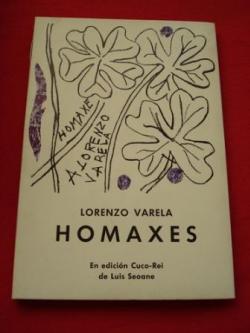 HOMAXE
A LORENZO
VARELA
LORENZO VARELA
HOMAXES
En edición Cuco-Rei
de Luis Seoane